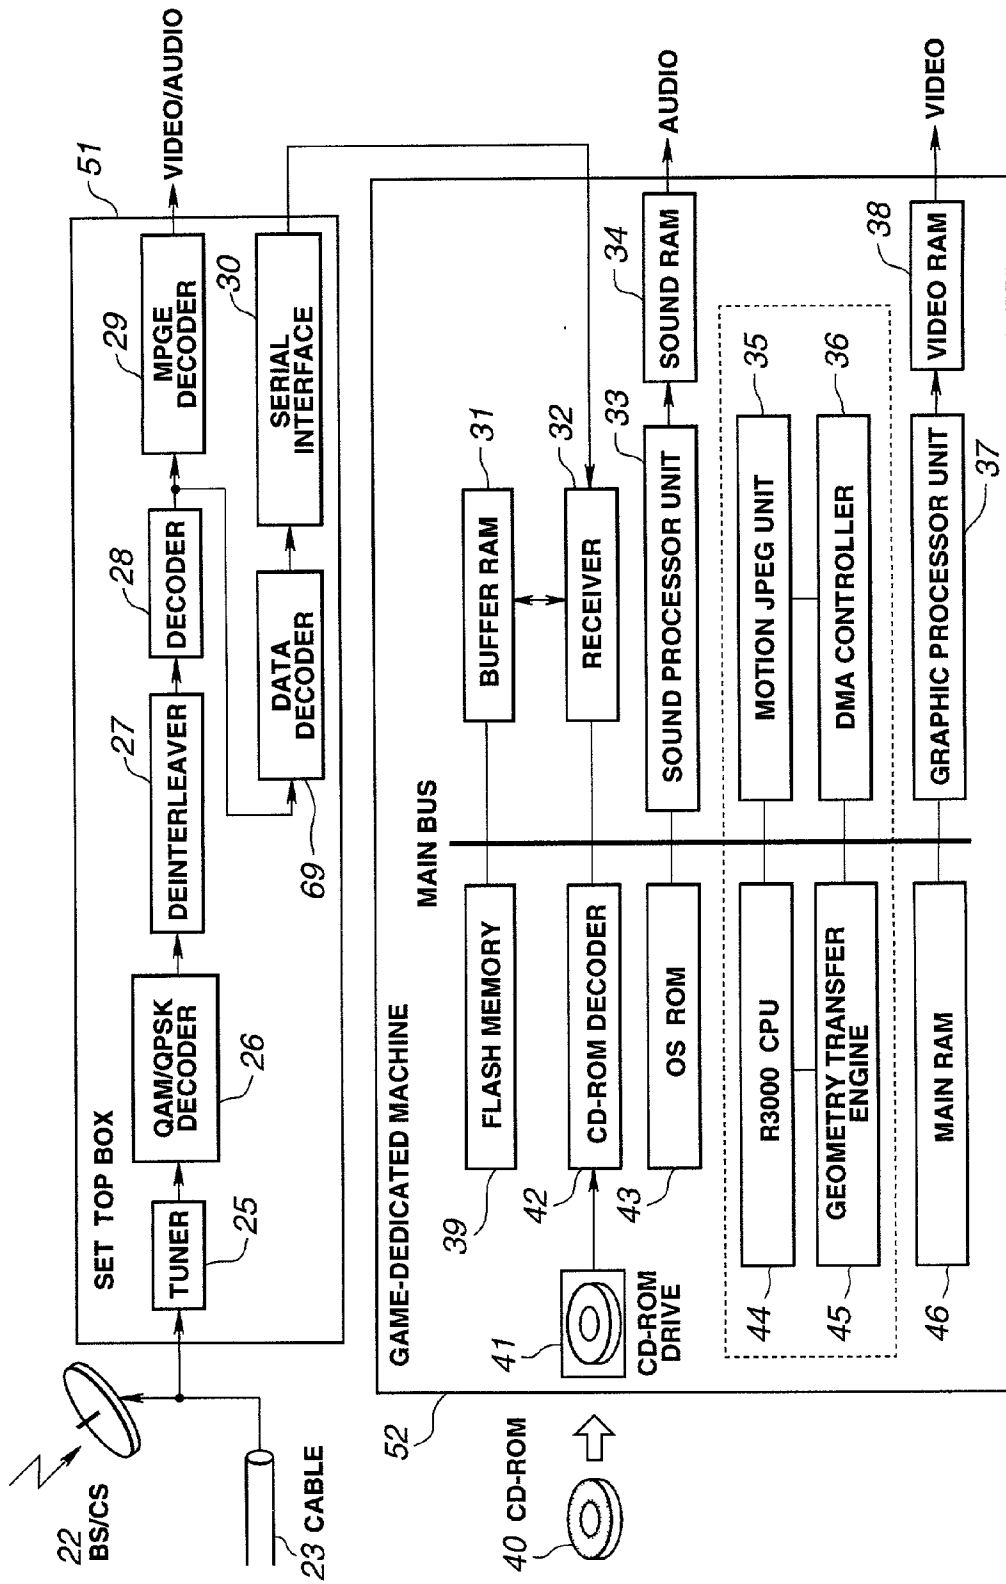 22
BS/CS
23 CABLE
SET TOP BOX
51
TUNER
25
QAM/QPSK
DECODER
26
DEINTERLEAVER
27
DECODER
28
MPGE
DECODER
29
VIDEO/AUDIO
DATA
DECODER
69
SERIAL
INTERFACE
30
40 CD-ROM
52
GAME-DEDICATED MACHINE
MAIN BUS
41
CD-ROM
DRIVE
FLASH MEMORY
39
BUFFER RAM
31
CD-ROM DECODER
42
RECEIVER
32
OS ROM
43
SOUND PROCESSOR UNIT
33
SOUND RAM
34
AUDIO
R3000 CPU
44
MOTION JPEG UNIT
35
GEOMETRY TRANSFER
ENGINE
45
DMA CONTROLLER
36
MAIN RAM
46
GRAPHIC PROCESSOR UNIT
37
VIDEO RAM
38
VIDEO